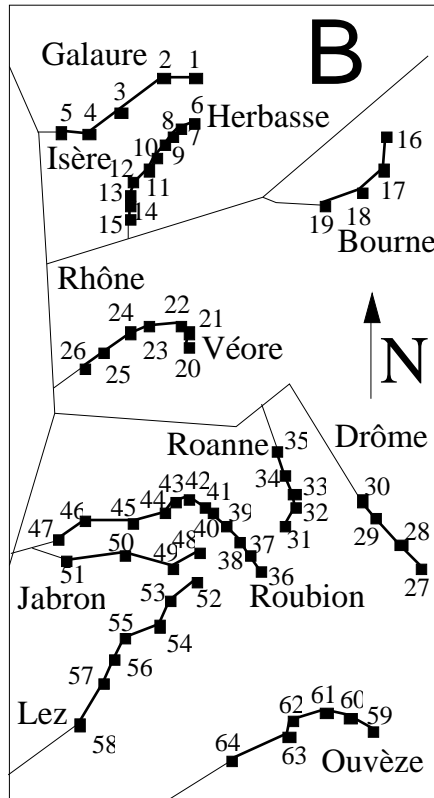 B
Galaure 2 1
3 6
5 4 8 Herbasse
7
Isère 10 9 16
12 11
13 17
14 18
15 19 Bourne
Rhône
24 22 21
26 23 Véore N
25 20
Roanne 35 Drôme
34
43 42 33 30
46 45 44 41 39 32
47 40 29 28
50 48 38 37 31
51 49 36 27
Jabron 53 52 Roubion
55 54
56
57 61 60
Lez 62 59
58 64 63
Ouvèze